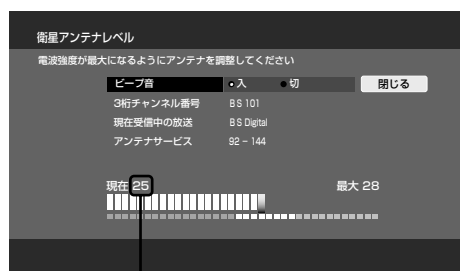 衛星アンテナレベル
電波強度が最大になるようにアンテナを調整してください
ビープ音 ●入 ●切 閉じる
3桁チャンネル番号 BS 101
現在受信中の放送 BS Digital
アンテナサービス 92 - 144
現在 25 最大 28